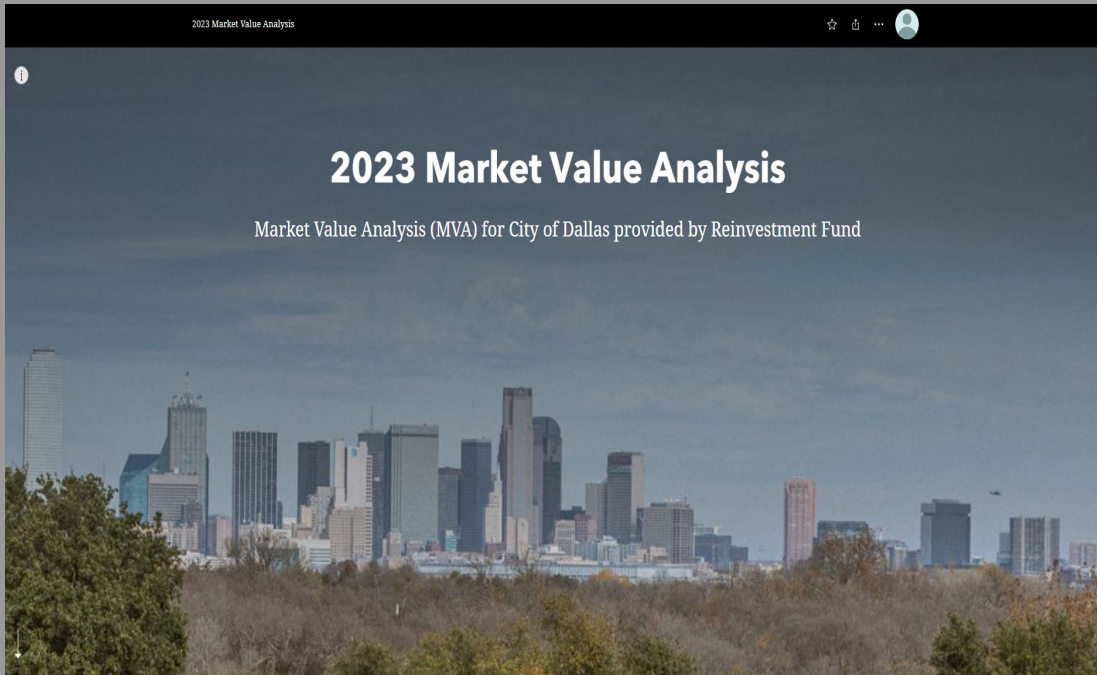 2023 Market Value Analysis
2023 Market Value Analysis
Market Value Analysis (MVA) for City of Dallas provided by Reinvestment Fund